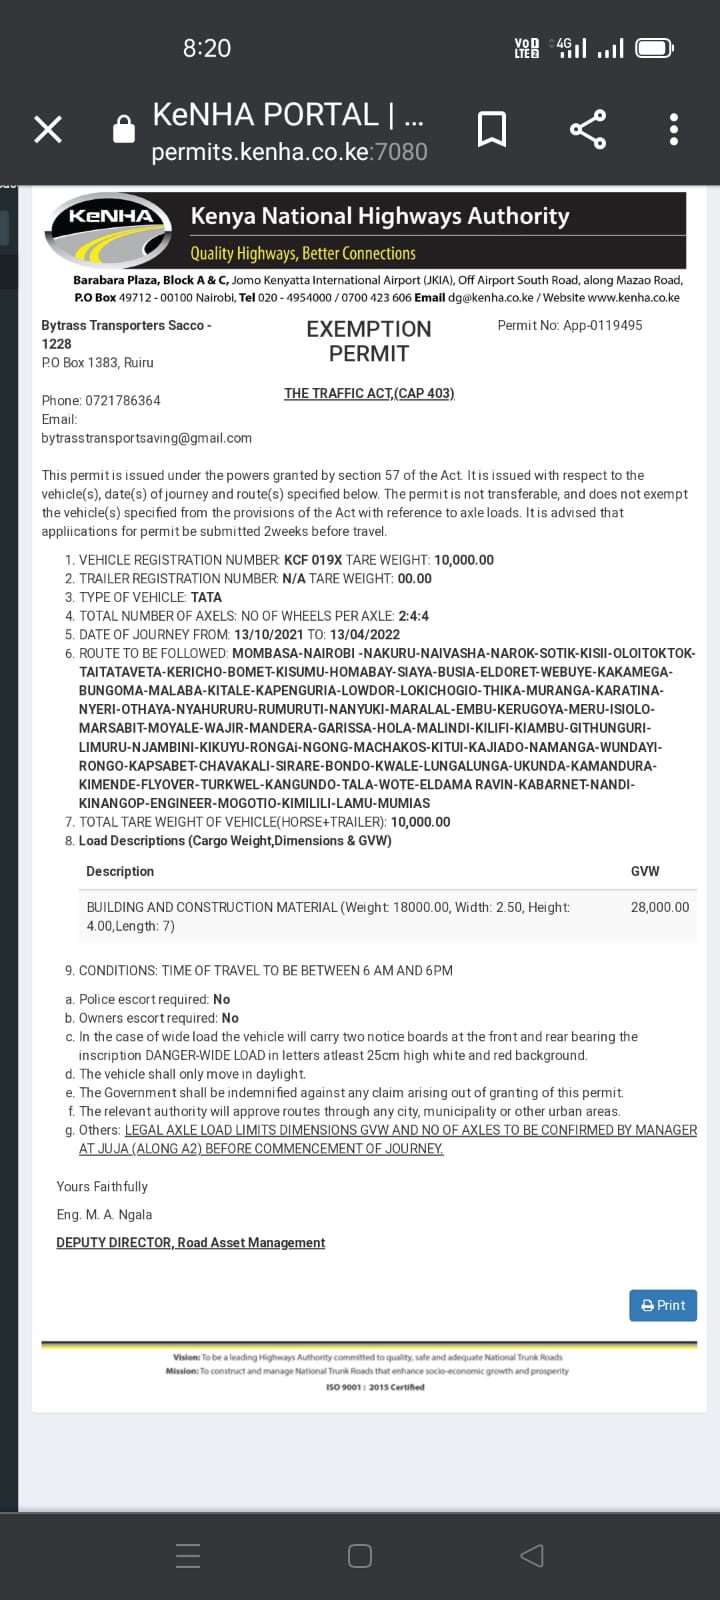 8:20
Vo 1 LTE 2 4G
KeNHA PORTAL | ...
permits.kenha.co.ke:7080
KeNHA
Kenya National Highways Authority
Quality Highways, Better Connections
Barabara Plaza, Block A & C, Jomo Kenyatta International Airport (JKIA), Off Airport South Road, along Mazao Road,
P.O Box 49712 - 00100 Nairobi, Tel 020 - 4954000 / 0700 423 606 Email dg@kenha.co.ke / Website www.kenha.co.ke
Bytrass Transporters Sacco -
1228
P.O Box 1383, Ruiru
Phone: 0721786364
Email:
bytrasstransportsaving@gmail.com
EXEMPTION
PERMIT
THE TRAFFIC ACT,(CAP 403)
Permit No: App-0119495
This permit is issued under the powers granted by section 57 of the Act. It is issued with respect to the
vehicle(s), date(s) of journey and route(s) specified below. The permit is not transferable, and does not exempt
the vehicle(s) specified from the provisions of the Act with reference to axle loads. It is advised that
appliications for permit be submitted 2weeks before travel.
1. VEHICLE REGISTRATION NUMBER: KCF 019X TARE WEIGHT: 10,000.00
2. TRAILER REGISTRATION NUMBER: N/A TARE WEIGHT: 00.00
3. TYPE OF VEHICLE: TATA
4. TOTAL NUMBER OF AXELS: NO OF WHEELS PER AXLE: 2:4:4
5. DATE OF JOURNEY FROM: 13/10/2021 TO: 13/04/2022
6. ROUTE TO BE FOLLOWED: MOMBASA-NAIROBI -NAKURU-NAIVASHA-NAROK-SOTIK-KISII-OLOITOKTOK-
TAITATAVETA-KERICHO-BOMET-KISUMU-HOMABAY-SIAYA-BUSIA-ELDORET-WEBUYE-KAKAMEGA-
BUNGOMA-MALABA-KITALE-KAPENGURIA-LOWDOR-LOKICHOGIO-THIKA-MURANGA-KARATINA-
NYERI-OTHAYA-NYAHURURU-RUMURUTI-NANYUKI-MARALAL-EMBU-KERUGOYA-MERU-ISIOLO-
MARSABIT-MOYALE-WAJIR-MANDERA-GARISSA-HOLA-MALINDI-KILIFI-KIAMBU-GITHUNGURI-
LIMURU-NJAMBINI-KIKUYU-RONGAi-NGONG-MACHAKOS-KITUI-KAJIADO-NAMANGA-WUNDAYI-
RONGO-KAPSABET-CHAVAKALI-SIRARE-BONDO-KWALE-LUNGALUNGA-UKUNDA-KAMANDURA-
KIMENDE-FLYOVER-TURKWEL-KANGUNDO-TALA-WOTE-ELDAMA RAVIN-KABARNET-NANDI-
KINANGOP-ENGINEER-MOGOTIO-KIMILILI-LAMU-MUMIAS
7. TOTAL TARE WEIGHT OF VEHICLE(HORSE+TRAILER): 10,000.00
8. Load Descriptions (Cargo Weight,Dimensions & GVW)
Description GVW
BUILDING AND CONSTRUCTION MATERIAL (Weight: 18000.00, Width: 2.50, Height: 28,000.00
4.00,Length: 7)
9. CONDITIONS: TIME OF TRAVEL TO BE BETWEEN 6 AM AND 6PM
a. Police escort required: No
b. Owners escort required: No
c. In the case of wide load the vehicle will carry two notice boards at the front and rear bearing the
inscription DANGER-WIDE LOAD in letters atleast 25cm high white and red background.
d. The vehicle shall only move in daylight.
e. The Government shall be indemnified against any claim arising out of granting of this permit.
f. The relevant authority will approve routes through any city, municipality or other urban areas.
g. Others: LEGAL AXLE LOAD LIMITS DIMENSIONS GVW AND NO OF AXLES TO BE CONFIRMED BY MANAGER
AT JUJA (ALONG A2) BEFORE COMMENCEMENT OF JOURNEY.
Yours Faithfully
Eng. M. A. Ngala
DEPUTY DIRECTOR, Road Asset Management
Print
Vision: To be a leading Highways Authority committed to quality, safe and adequate National Trunk Roads
Mission: To construct and manage National Trunk Roads that enhance socio-economic growth and prosperity
ISO 9001 : 2015 Certified